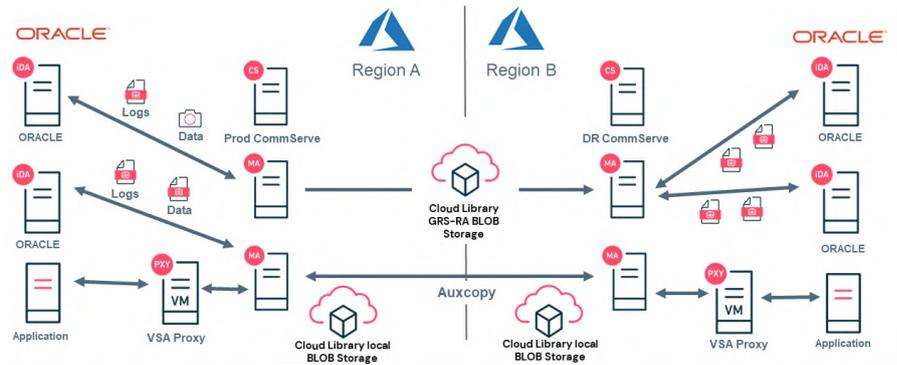 ORACLE
Region A
Region B
ORACLE
iDA
ORACLE
Logs
Data
CS
Prod CommServe
CS
DR CommServe
iDA
ORACLE
iDA
ORACLE
Logs
Data
MA
Cloud Library
GRS-RA BLOB
Storage
MA
iDA
ORACLE
Application
PXY
VM
VSA Proxy
MA
Auxcopy
Cloud Library local
BLOB Storage
Cloud Library local
BLOB Storage
MA
PXY
VM
VSA Proxy
Application